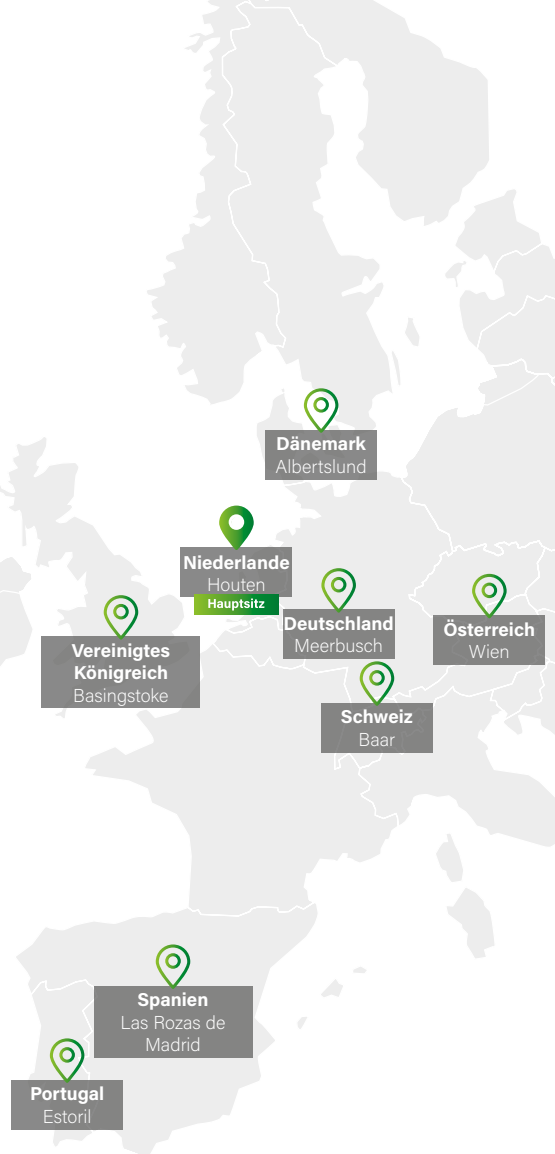 Dänemark
Albertslund
Niederlande
Houten
Hauptsitz
Deutschland
Meerbusch
Österreich
Wien
Vereinigtes
Königreich
Basingstoke
Schweiz
Baar
Spanien
Las Rozas de
Madrid
Portugal
Estoril